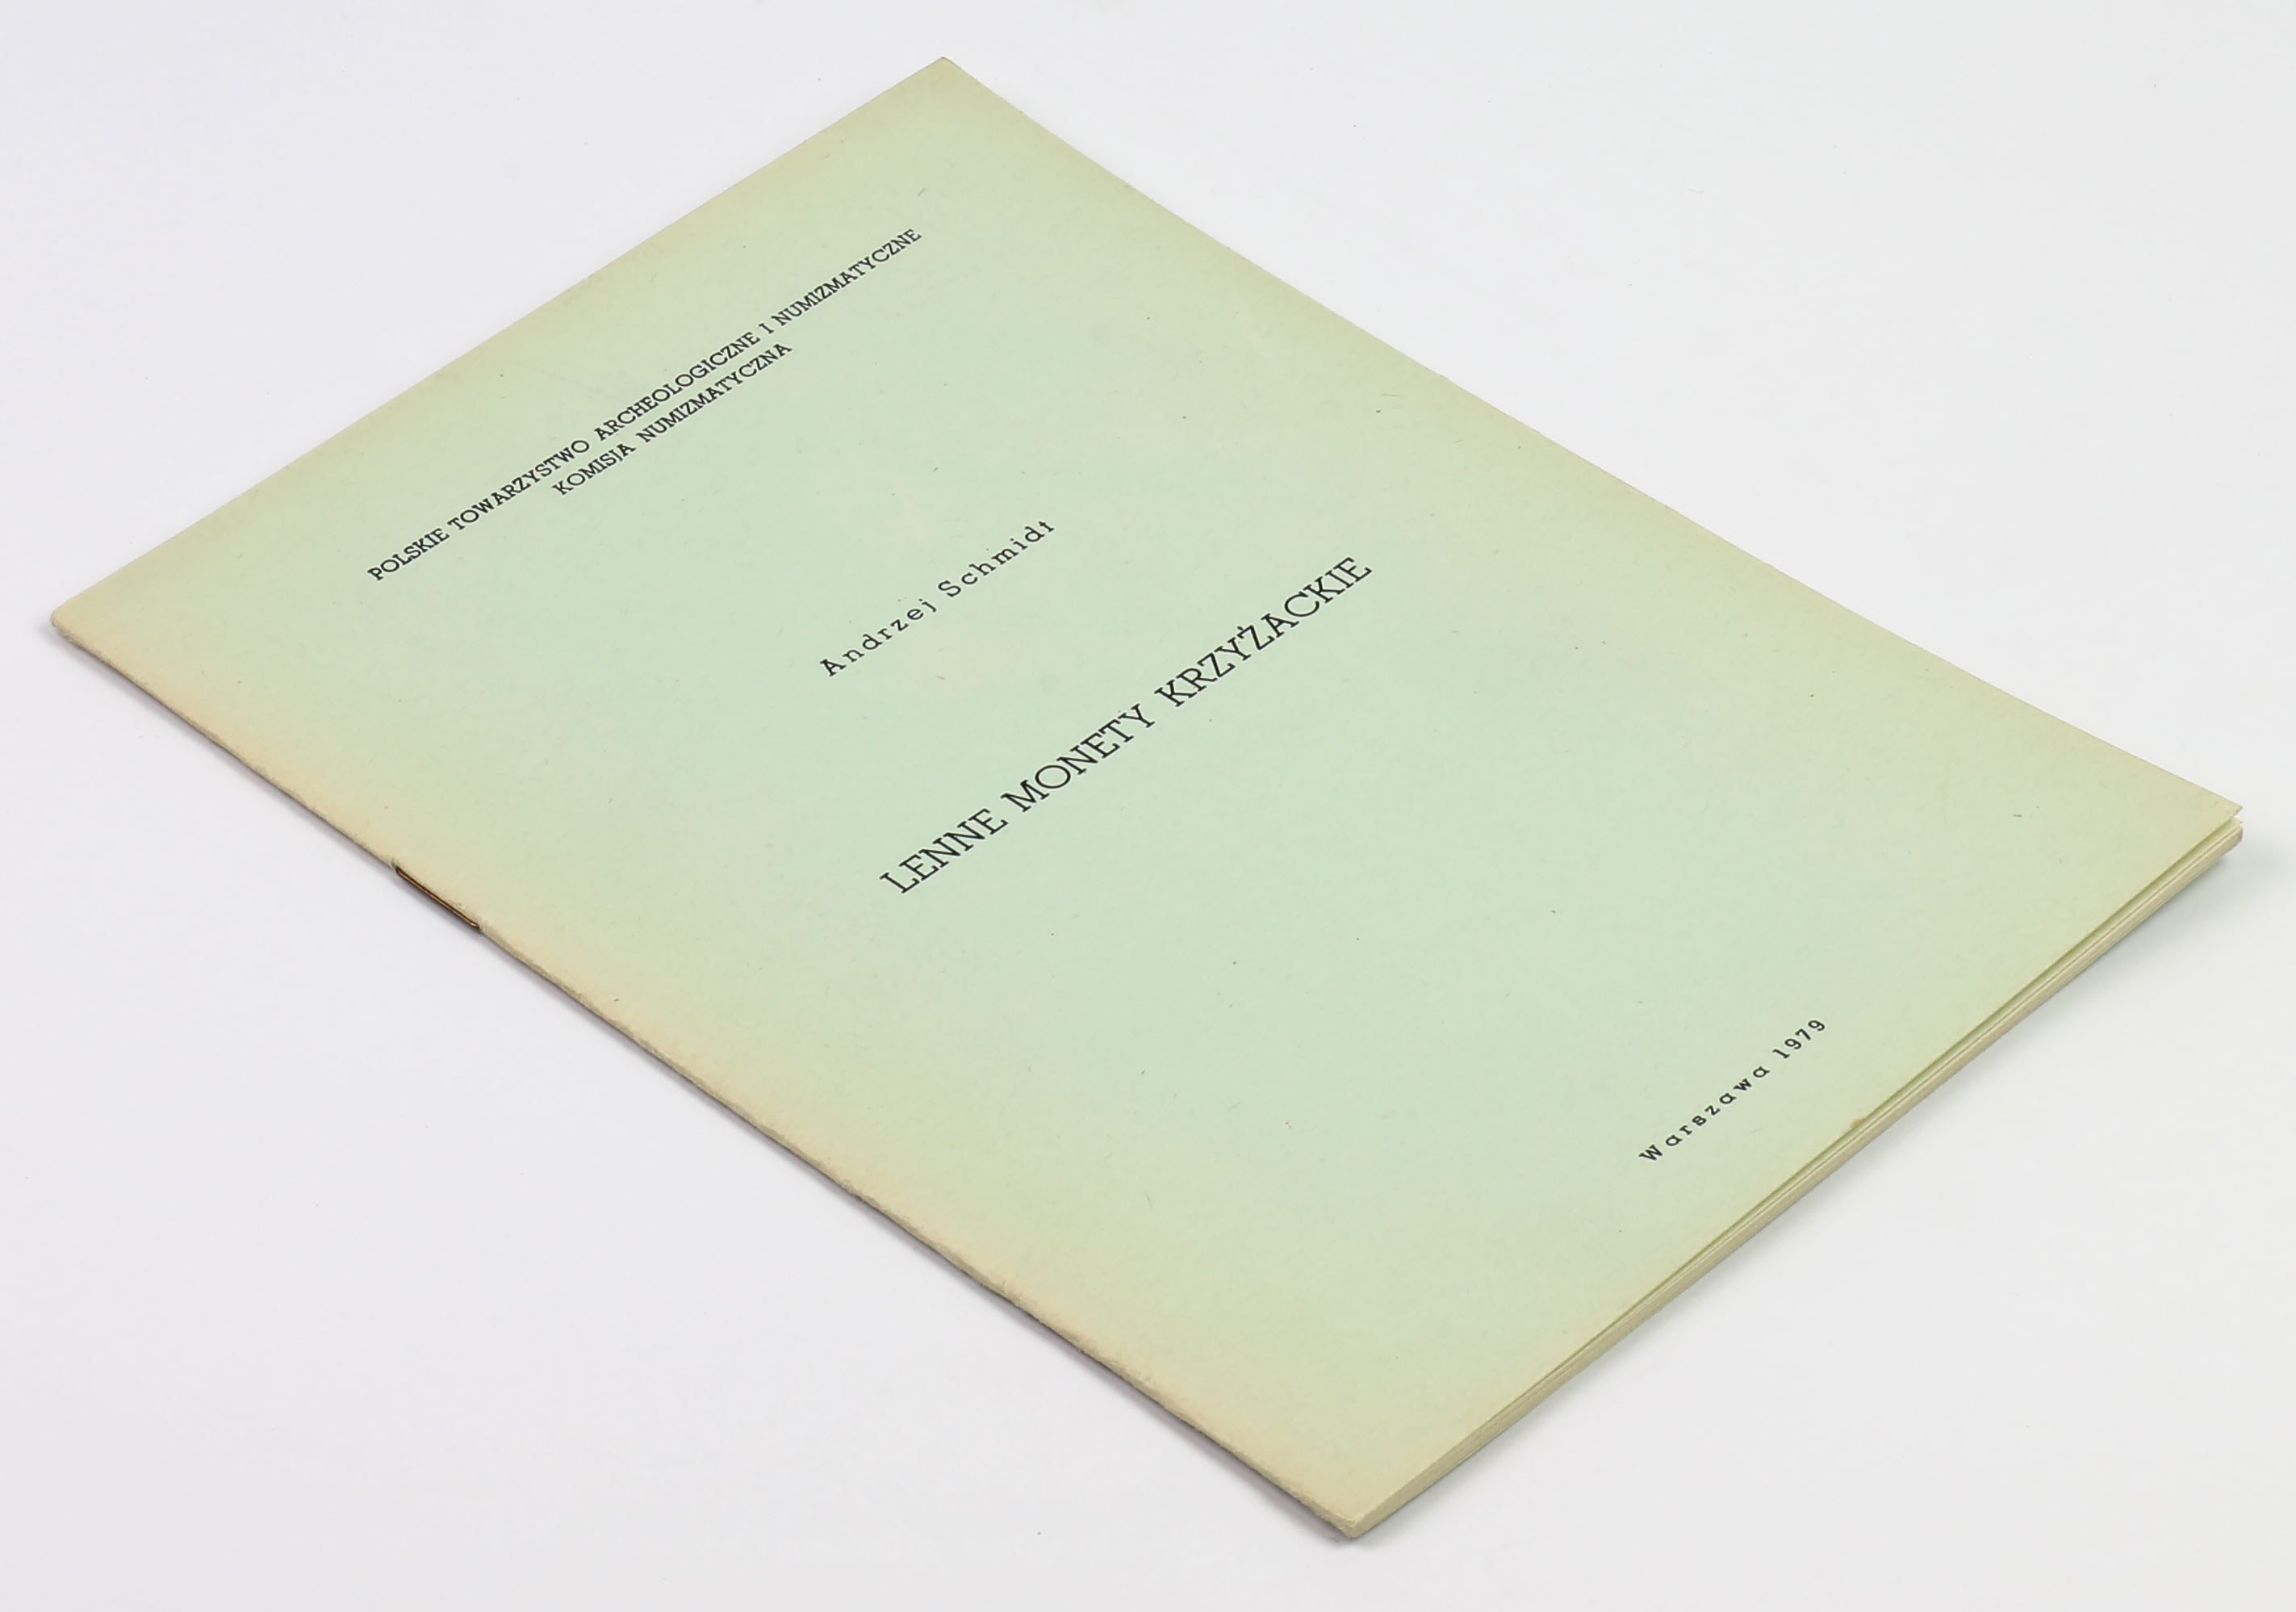 POLSKIE TOWARZYSTWO ARCHEOLOGICZNE I NUMIZMATYCZNE
KOMISJA NUMIZMATYCZNA
Andrzej Schmidt
LENNE MONETY KRZYŻACKIE
Warszawa 1979